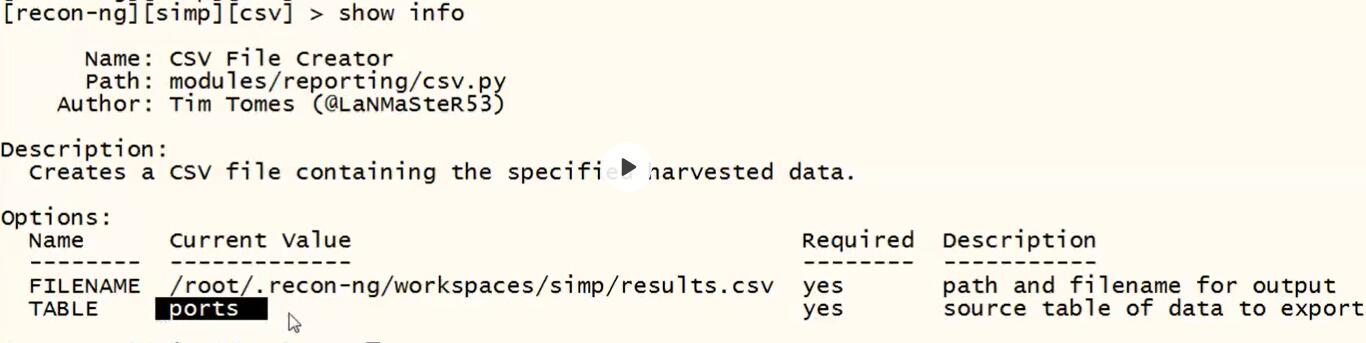 [recon-ng][simp][csv] > show info
Name: CSV File Creator
Path: modules/reporting/csv.py
Author: Tim Tomes (@LaNMaSteR53)
Description:
Creates a CSV file containing the specified harvested data.
Options:
Name Current Value Required Description
-------- ------------- -------- -----------
FILENAME /root/.recon-ng/workspaces/simp/results.csv yes path and filename for output
TABLE ports yes source table of data to export